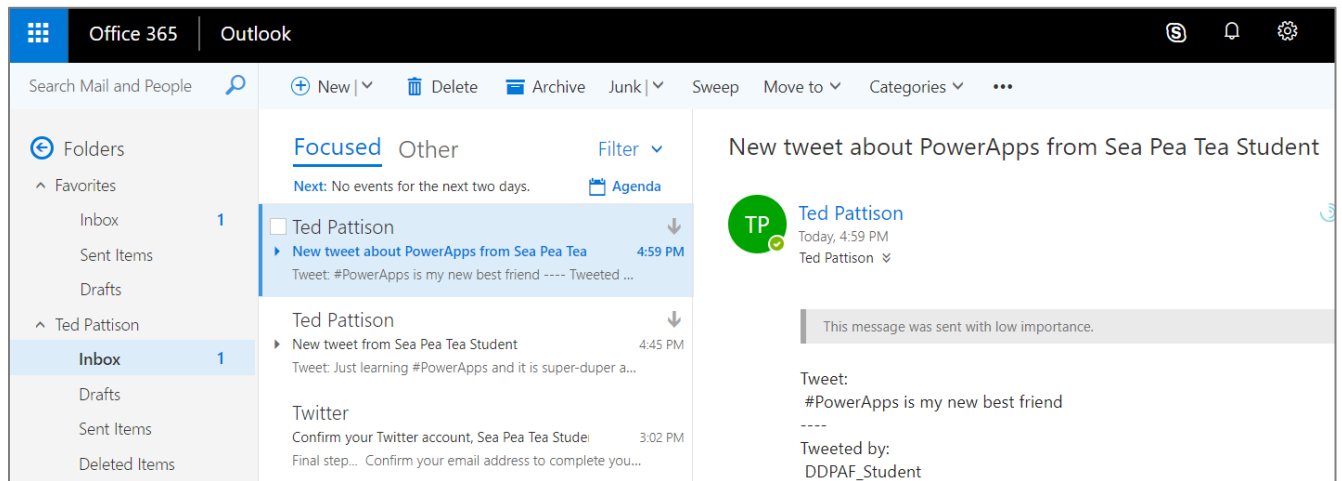 Office 365 Outlook
Search Mail and People
New Delete Archive Junk Sweep Move to Categories •••
Folders
Favorites
Inbox 1
Sent Items
Drafts
Ted Pattison
Inbox 1
Drafts
Sent Items
Deleted Items
Focused Other Filter
Next: No events for the next two days. Agenda
Ted Pattison
New tweet about PowerApps from Sea Pea Tea 4:59 PM
Tweet: #PowerApps is my new best friend ---- Tweeted ...
Ted Pattison
New tweet from Sea Pea Tea Student 4:45 PM
Tweet: Just learning #PowerApps and it is super-duper a...
Twitter
Confirm your Twitter account, Sea Pea Tea Stude 3:02 PM
Final step... Confirm your email address to complete you...
New tweet about PowerApps from Sea Pea Tea Student
TP
Ted Pattison
Today, 4:59 PM
Ted Pattison
This message was sent with low importance.
Tweet:
#PowerApps is my new best friend
----
Tweeted by:
DDPAF_Student